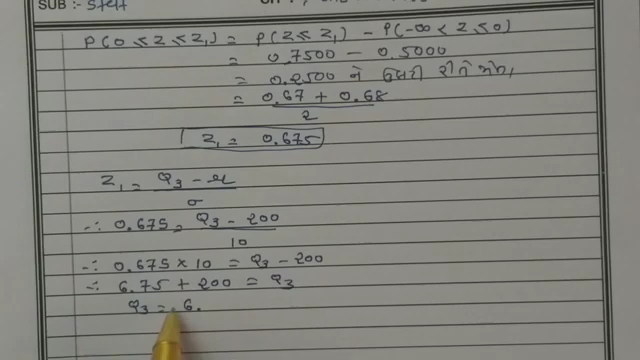 SUB :-
P(0 ≤ Z ≤ Z₁) = P(Z ≤ Z₁) - P(-∞ < Z ≤ 0)
= 0.7500 - 0.5000
= 0.2500 ને
= 0.67 + 0.68
2
Z₁ = 0.675
Z₁ = Q₃ - μ
σ
∴ 0.675 = Q₃ - 200
10
∴ 0.675 × 10 = Q₃ - 200
∴ 6.75 + 200 = Q₃
Q₃ = 6.